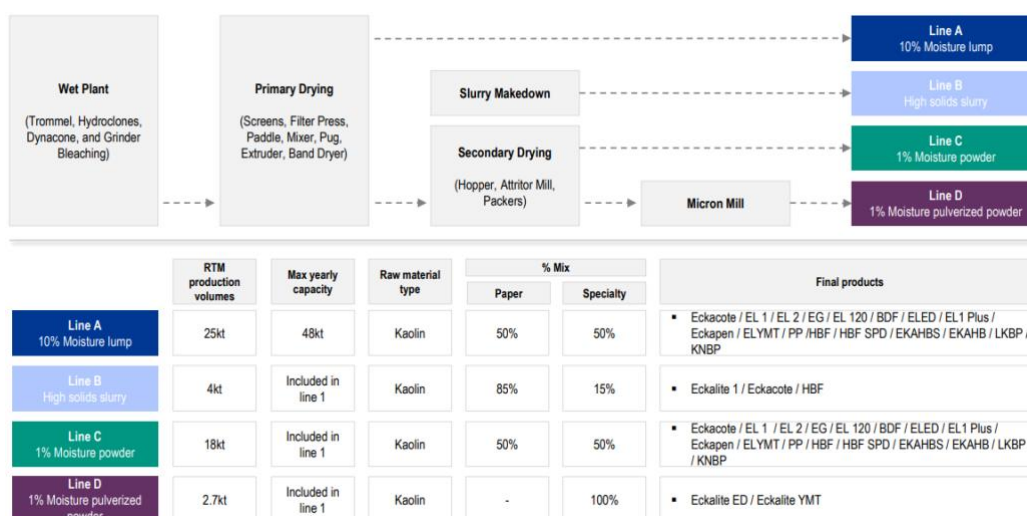 Line A
10% Moisture lump
Wet Plant
(Trommel, Hydroclones,
Dynacone, and Grinder
Bleaching)
Primary Drying
(Screens, Filter Press,
Paddle, Mixer, Pug,
Extruder, Band Dryer)
Slurry Makedown
Line B
High solids slurry
Secondary Drying
(Hopper, Attritor Mill,
Packers)
Line C
1% Moisture powder
Micron Mill
Line D
1% Moisture pulverized powder
RTM
production
volumes
Max yearly
capacity
Raw material
type
% Mix
Paper
Specialty
Final products
Line A
10% Moisture lump
25kt
48kt
Kaolin
50%
50%
▪ Eckacote / EL 1 / EL 2 / EG / EL 120 / BDF / ELED / EL1 Plus /
Eckapen / ELYMT / PP /HBF / HBF SPD / EKAHBS / EKAHB / LKBP /
KNBP
Line B
High solids slurry
4kt
Included in
line 1
Kaolin
85%
15%
▪ Eckalite 1 / Eckacote / HBF
Line C
1% Moisture powder
18kt
Included in
line 1
Kaolin
50%
50%
▪ Eckacote / EL 1 / EL 2 / EG / EL 120 / BDF / ELED / EL1 Plus /
Eckapen / ELYMT / PP / HBF / HBF SPD / EKAHBS / EKAHB / LKBP
/ KNBP
Line D
1% Moisture pulverized
powder
2.7kt
Included in
line 1
Kaolin
-
100%
▪ Eckalite ED / Eckalite YMT